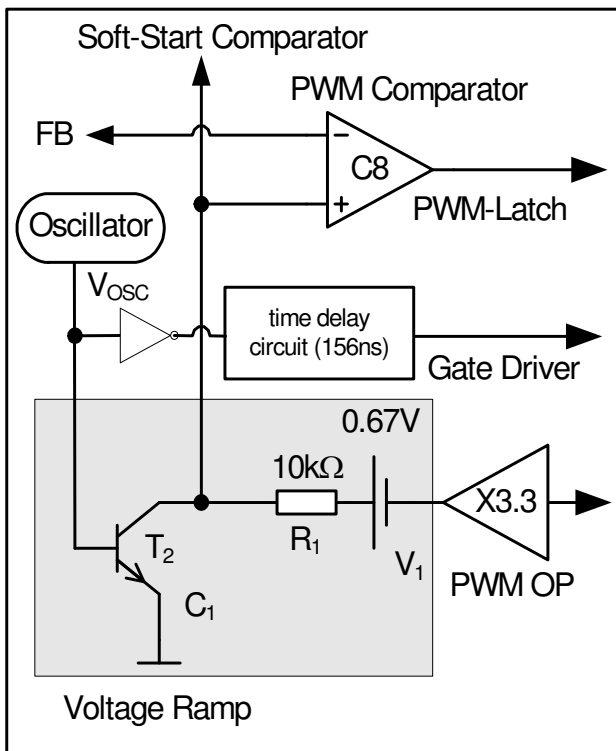 Soft-Start Comparator
PWM Comparator
FB
−
C8
+
PWM-Latch
Oscillator
VOSC
time delay
circuit (156ns)
Gate Driver
0.67V
10kΩ
X3.3
T2
R1
V1
PWM OP
C1
Voltage Ramp